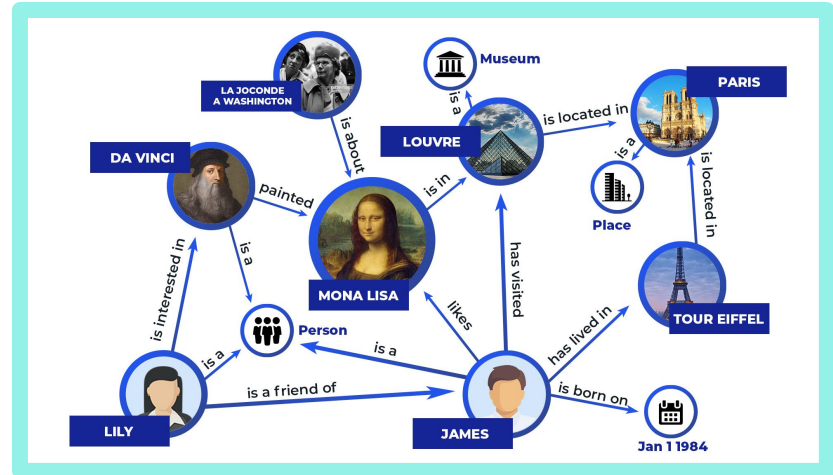 Museum
PARIS
LA JOCONDE
A WASHINGTON
is a
is located in
LOUVRE
is about
is a
DA VINCI
is located in
painted
is in
Place
is a
has visited
MONA LISA
is interested in
likes
TOUR EIFFEL
Person
has lived in
is a
is a
is a friend of
is born on
LILY
JAMES
Jan 1 1984